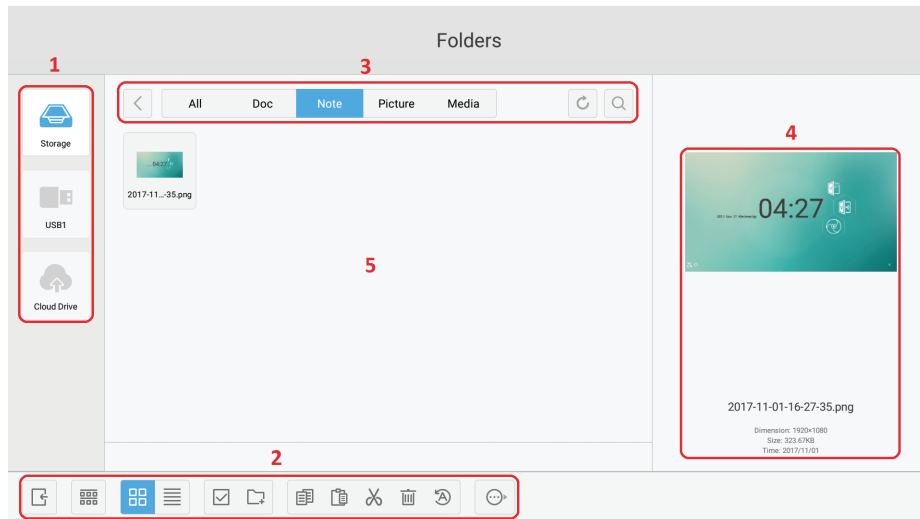 Folders
1
3
All Doc Note Picture Media
4
Storage
04:27
2017-11...-35.png
04:27
USB1
5
Cloud Drive
2017-11-01-16-27-35.png
Dimension: 1920×1080
Size: 323.67KB
Time: 2017/11/01
2